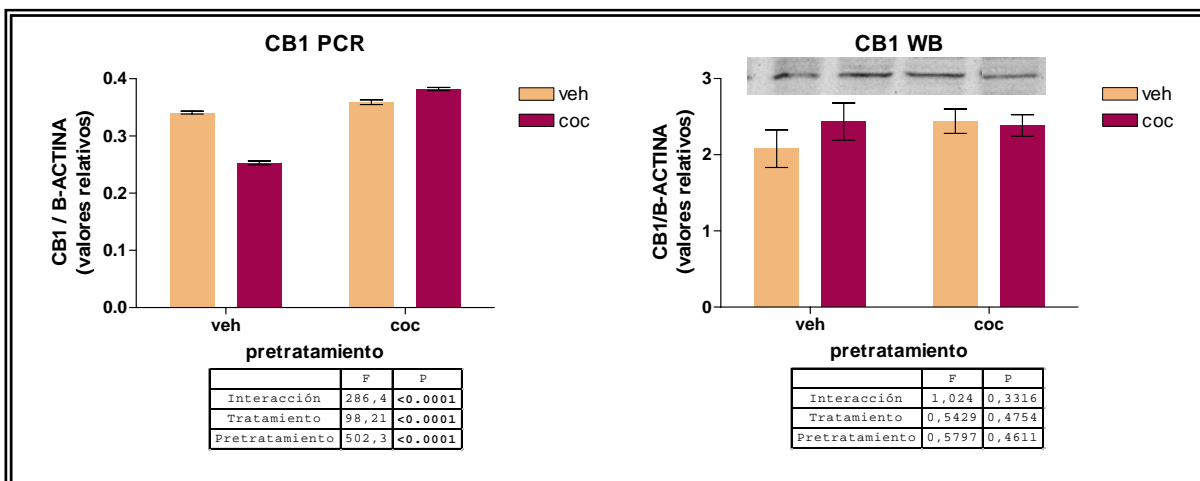 CB1 PCR
0.4
0.3
0.2
0.1
0.0
CB1 / B-ACTINA
(valores relativos)
veh
coc
veh
coc
pretratamiento
F P
Interacción 286,4 <0.0001
Tratamiento 98,21 <0.0001
Pretratamiento 502,3 <0.0001
CB1 WB
3
2
1
0
CB1/B-ACTINA
(valores relativos)
veh
coc
veh
coc
pretratamiento
F P
Interacción 1,024 0,3316
Tratamiento 0,5429 0,4754
Pretratamiento 0,5797 0,4611